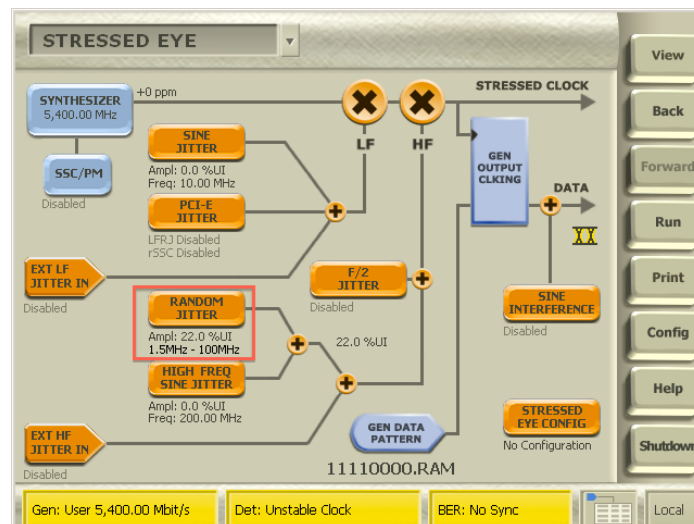 STRESSED EYE
View
SYNTHESIZER
5,400.00 MHz
+0 ppm
STRESSED CLOCK
Back
SINE
JITTER
LF
HF
Ampl: 0.0 %UI
Freq: 10.00 MHz
GEN
OUTPUT
CLKING
SSC/PM
Disabled
Forward
DATA
PCI-E
JITTER
LFRJ Disabled
rSSC Disabled
Run
EXT LF
JITTER IN
Disabled
F/2
JITTER
Disabled
Print
RANDOM
JITTER
Ampl: 22.0 %UI
1.5MHz - 100MHz
SINE
INTERFERENCE
Disabled
22.0 %UI
Config
HIGH FREQ
SINE JITTER
Ampl: 0.0 %UI
Freq: 200.00 MHz
Help
STRESSED
EYE CONFIG
No Configuration
GEN DATA
PATTERN
EXT HF
JITTER IN
Disabled
Shutdown
11110000.RAM
Gen: User 5,400.00 Mbit/s
Det: Unstable Clock
BER: No Sync
Local